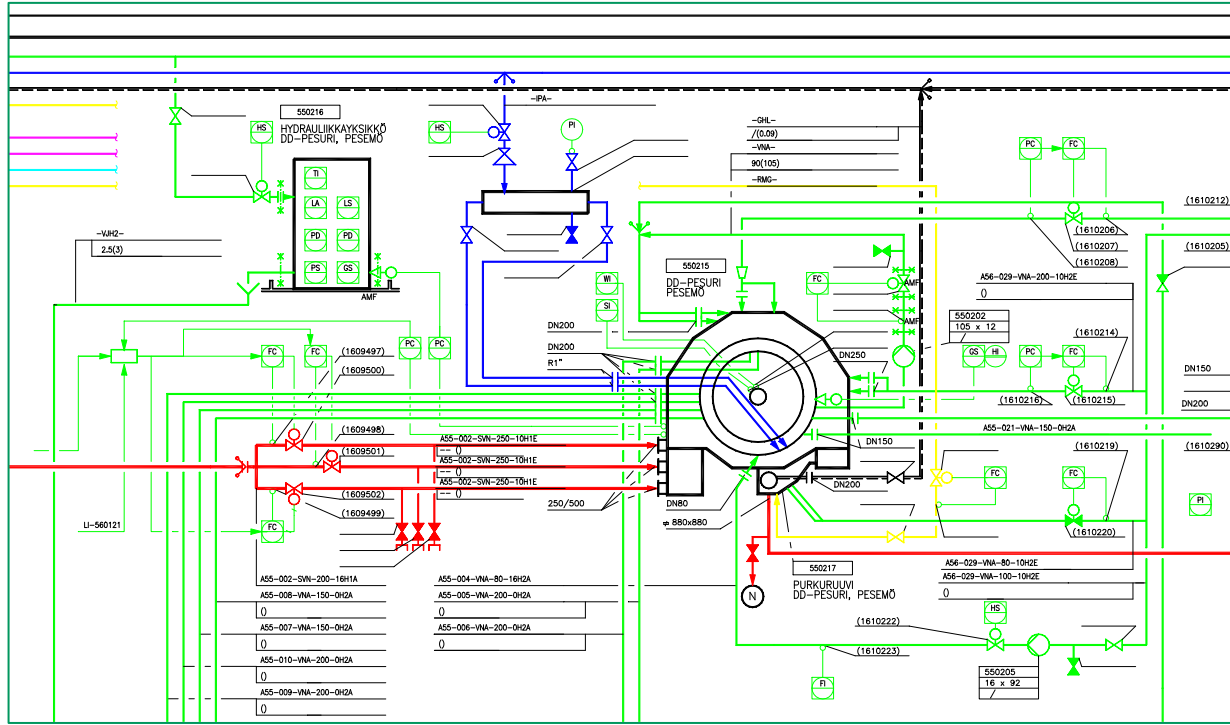 -IPA-
550216
HYDRAULIIKKAYKSIKKÖ
DD-PESURI, PESEMÖ
HS
HS
PI
-GHL-
/(0.09)
-VNA-
90(105)
-RMG-
PC
FC
TI
LA
LS
PD
PD
PS
GS
AMF
-VJH2-
2.5(3)
(1610212)
(1610206)
(1610207)
(1610208)
(1610205)
550215
DD-PESURI
PESEMÖ
WI
SI
FC
AMF
AMF
A56-029-VNA-200-10H2E
()
550202
105 x 12
/
DN200
DN200
R1"
DN250
GS
HI
PC
FC
(1610214)
(1610216)
(1610215)
DN150
DN200
FC
FC
PC
PC
(1609497)
(1609500)
(1609498)
(1609501)
(1609502)
(1609499)
FC
LI-560121
A55-002-SVN-250-10H1E
-- ()
A55-002-SVN-250-10H1E
-- ()
A55-002-SVN-250-10H1E
-- ()
250/500
DN80
ø 880x880
DN150
DN200
A55-021-VNA-150-0H2A
(1610219)
(1610290)
FC
FC
(1610220)
PI
550217
PURKURUUVI
DD-PESURI, PESEMÖ
N
A56-029-VNA-80-10H2E
A56-029-VNA-100-10H2E
()
A55-002-SVN-200-16H1A
A55-008-VNA-150-0H2A
()
A55-007-VNA-150-0H2A
()
A55-010-VNA-200-0H2A
()
A55-009-VNA-200-0H2A
()
A55-004-VNA-80-16H2A
A55-005-VNA-200-0H2A
()
A55-006-VNA-200-0H2A
()
HS
(1610222)
(1610223)
FI
550205
16 x 92
/